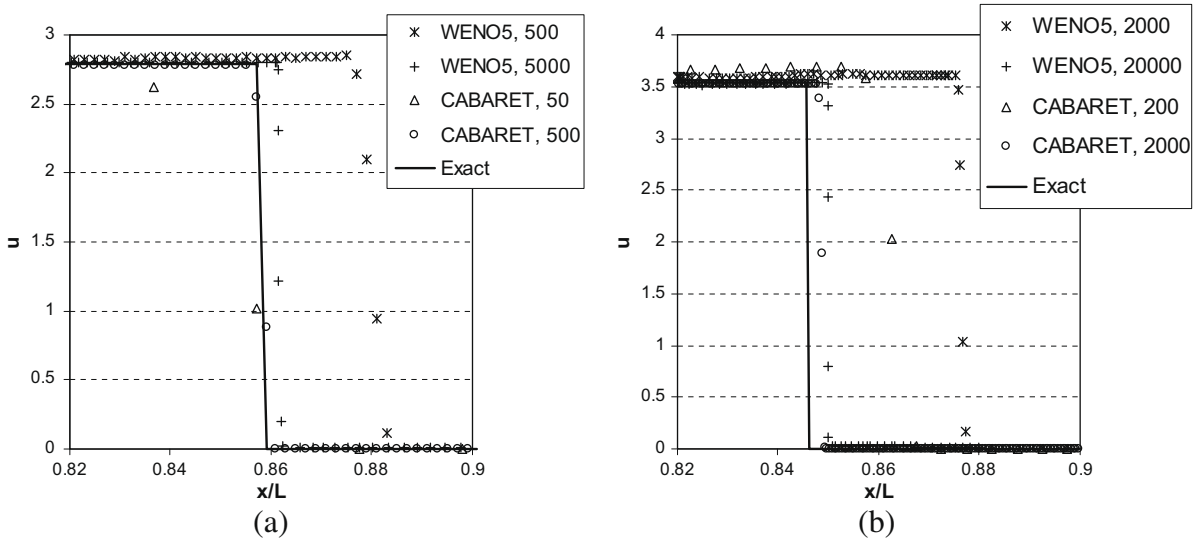 WENO5, 500
WENO5, 5000
CABARET, 50
CABARET, 500
Exact
3
2.5
2
1.5
1
0.5
0
u
0.82
0.84
0.86
0.88
0.9
x/L
(a)
WENO5, 2000
WENO5, 20000
CABARET, 200
CABARET, 2000
Exact
4
3.5
3
2.5
2
1.5
1
0.5
0
u
0.82
0.84
0.86
0.88
0.9
x/L
(b)